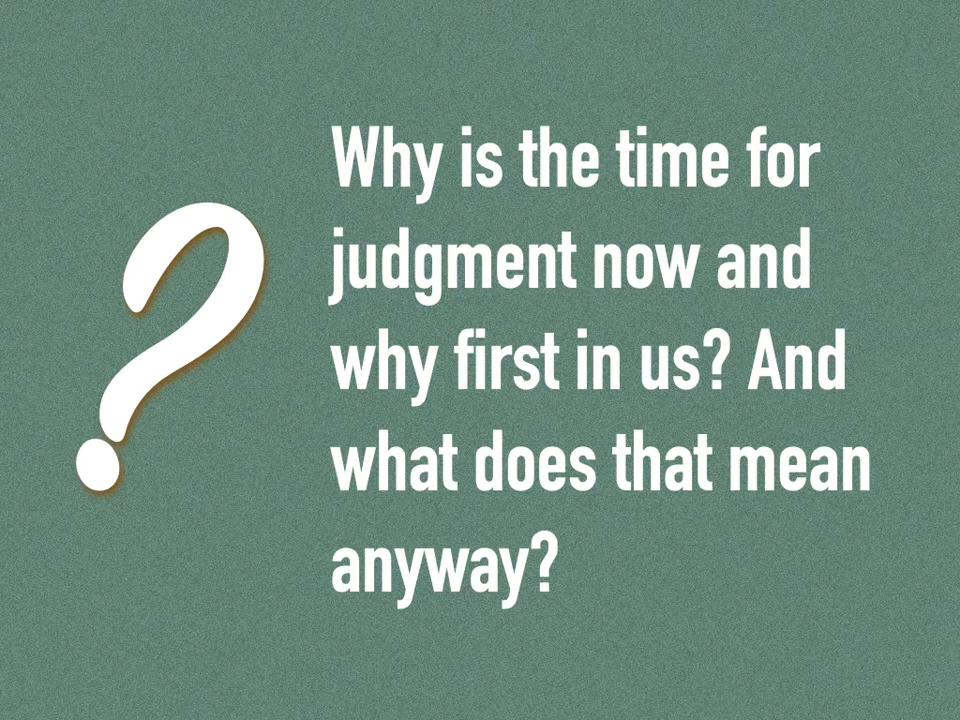 ?
Why is the time for
judgment now and
why first in us? And
what does that mean
anyway?